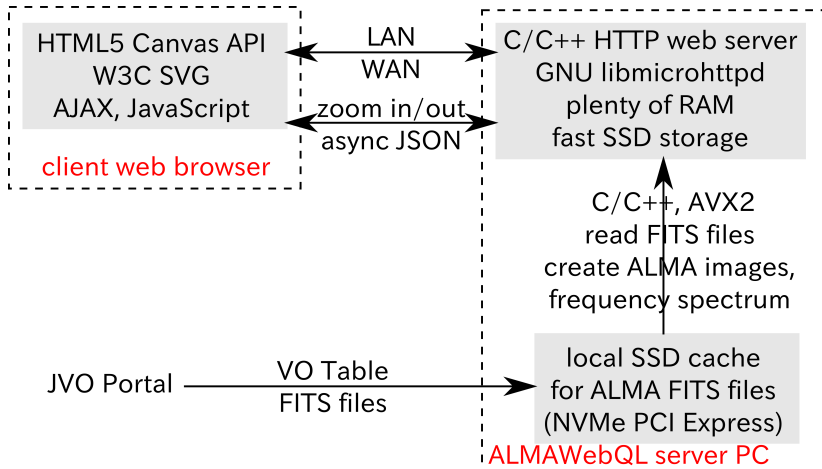 HTML5 Canvas API
W3C SVG
AJAX, JavaScript
client web browser
LAN
WAN
zoom in/out
async JSON
C/C++ HTTP web server
GNU libmicrohttpd
plenty of RAM
fast SSD storage
C/C++, AVX2
read FITS files
create ALMA images,
frequency spectrum
JVO Portal
VO Table
FITS files
local SSD cache
for ALMA FITS files
(NVMe PCI Express)
ALMAWebQL server PC